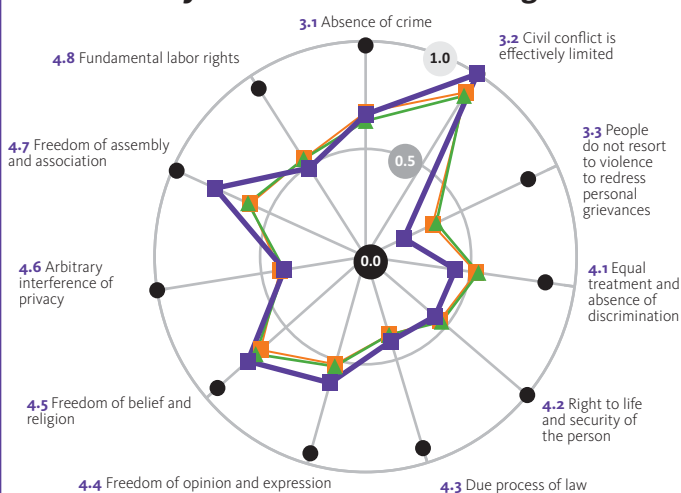 3.1 Absence of crime
3.2 Civil conflict is
effectively limited
1.0
4.8 Fundamental labor rights
3.3 People
do not resort
to violence
to redress
personal
grievances
4.7 Freedom of assembly
and association
0.5
0.0
4.6 Arbitrary
interference of
privacy
4.1 Equal
treatment and
absence of
discrimination
4.5 Freedom of belief and
religion
4.2 Right to life
and security of
the person
4.4 Freedom of opinion and expression
4.3 Due process of law